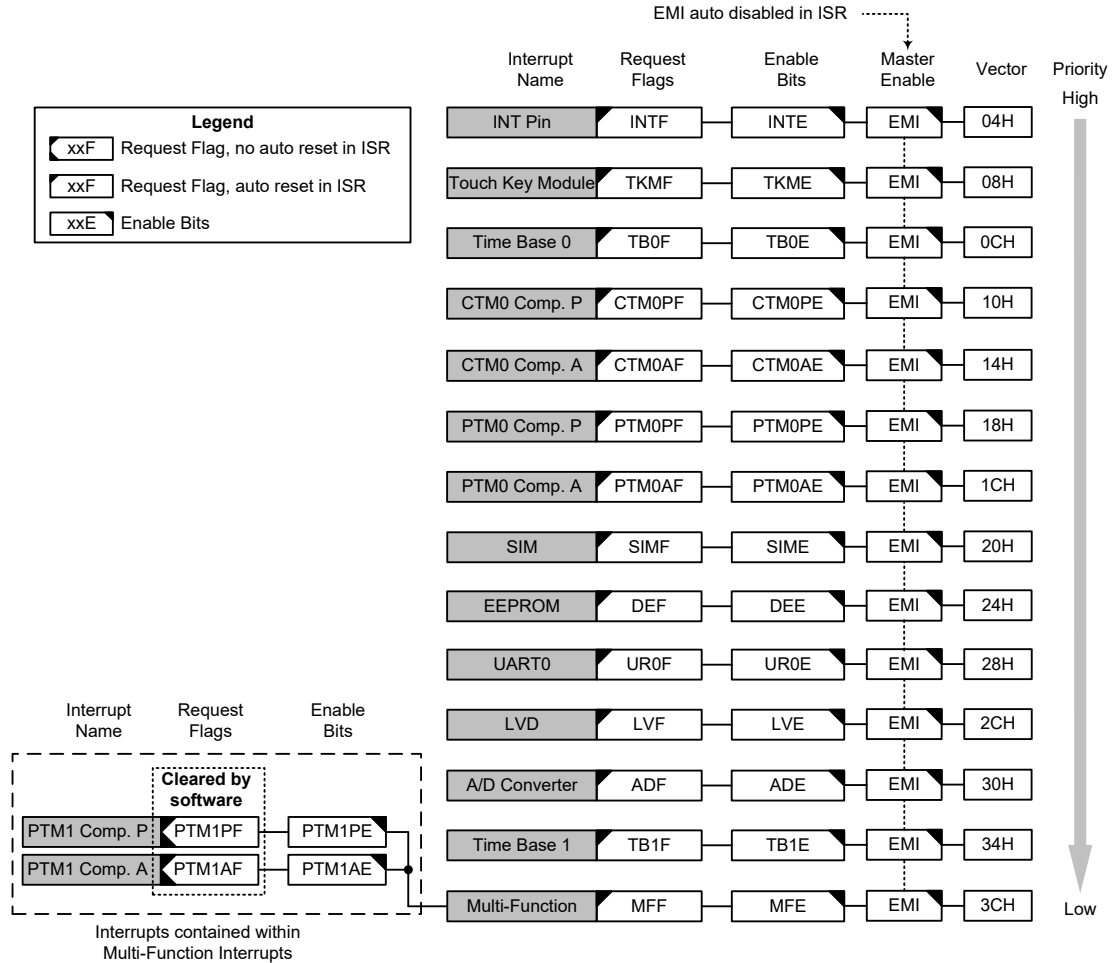 EMI auto disabled in ISR
Interrupt Name
Request Flags
Enable Bits
Master Enable
Vector
Priority
High
Legend
xxF Request Flag, no auto reset in ISR
xxF Request Flag, auto reset in ISR
xxE Enable Bits
INT Pin INTF INTE EMI 04H
Touch Key Module TKMF TKME EMI 08H
Time Base 0 TB0F TB0E EMI 0CH
CTM0 Comp. P CTM0PF CTM0PE EMI 10H
CTM0 Comp. A CTM0AF CTM0AE EMI 14H
PTM0 Comp. P PTM0PF PTM0PE EMI 18H
PTM0 Comp. A PTM0AF PTM0AE EMI 1CH
SIM SIMF SIME EMI 20H
EEPROM DEF DEE EMI 24H
UART0 UR0F UR0E EMI 28H
LVD LVF LVE EMI 2CH
A/D Converter ADF ADE EMI 30H
Time Base 1 TB1F TB1E EMI 34H
Multi-Function MFF MFE EMI 3CH
Low
Interrupt Name
Request Flags
Enable Bits
Cleared by
software
PTM1 Comp. P PTM1PF PTM1PE
PTM1 Comp. A PTM1AF PTM1AE
Interrupts contained within
Multi-Function Interrupts